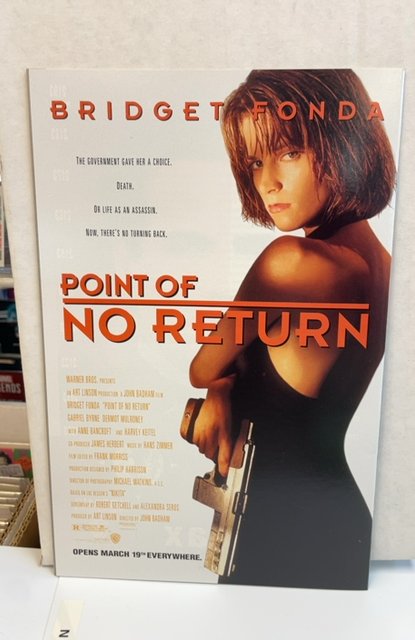 BRIDGET FONDA
THE GOVERNMENT GAVE HER A CHOICE.
DEATH.
OR LIFE AS AN ASSASSIN.
NOW, THERE'S NO TURNING BACK.
POINT OF
NO RETURN
WARNER BROS. PRESENTS
AN ART LINSON PRODUCTION A JOHN BADHAM FILM
BRIDGET FONDA "POINT OF NO RETURN"
GABRIEL BYRNE DERMOT MULRONEY
WITH ANNE BANCROFT AND HARVEY KEITEL
CO-PRODUCER JAMES HERBERT MUSIC BY HANS ZIMMER
FILM EDITOR FRANK MORRISS
PRODUCTION DESIGNED BY PHILIP HARRISON
DIRECTOR OF PHOTOGRAPHY MICHAEL WATKINS, A.S.C.
BASED ON LUC BESSON'S "NIKITA"
SCREENPLAY BY ROBERT GETCHELL AND ALEXANDRA SEROS
PRODUCED BY ART LINSON DIRECTED BY JOHN BADHAM
R
OPENS MARCH 19TH EVERYWHERE.
ENDS
N